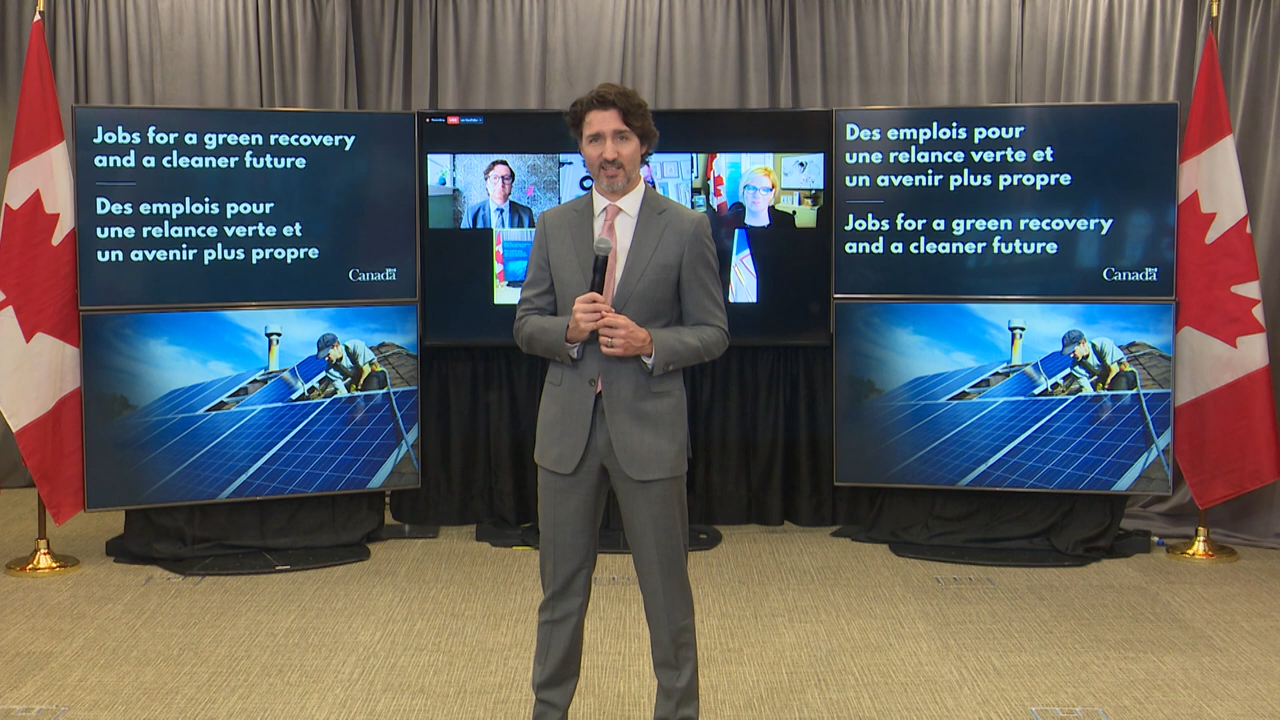 Jobs for a green recovery
and a cleaner future
Des emplois pour
une relance verte et
un avenir plus propre
Canada
Des emplois pour
une relance verte et
un avenir plus propre
Jobs for a green recovery
and a cleaner future
Canada